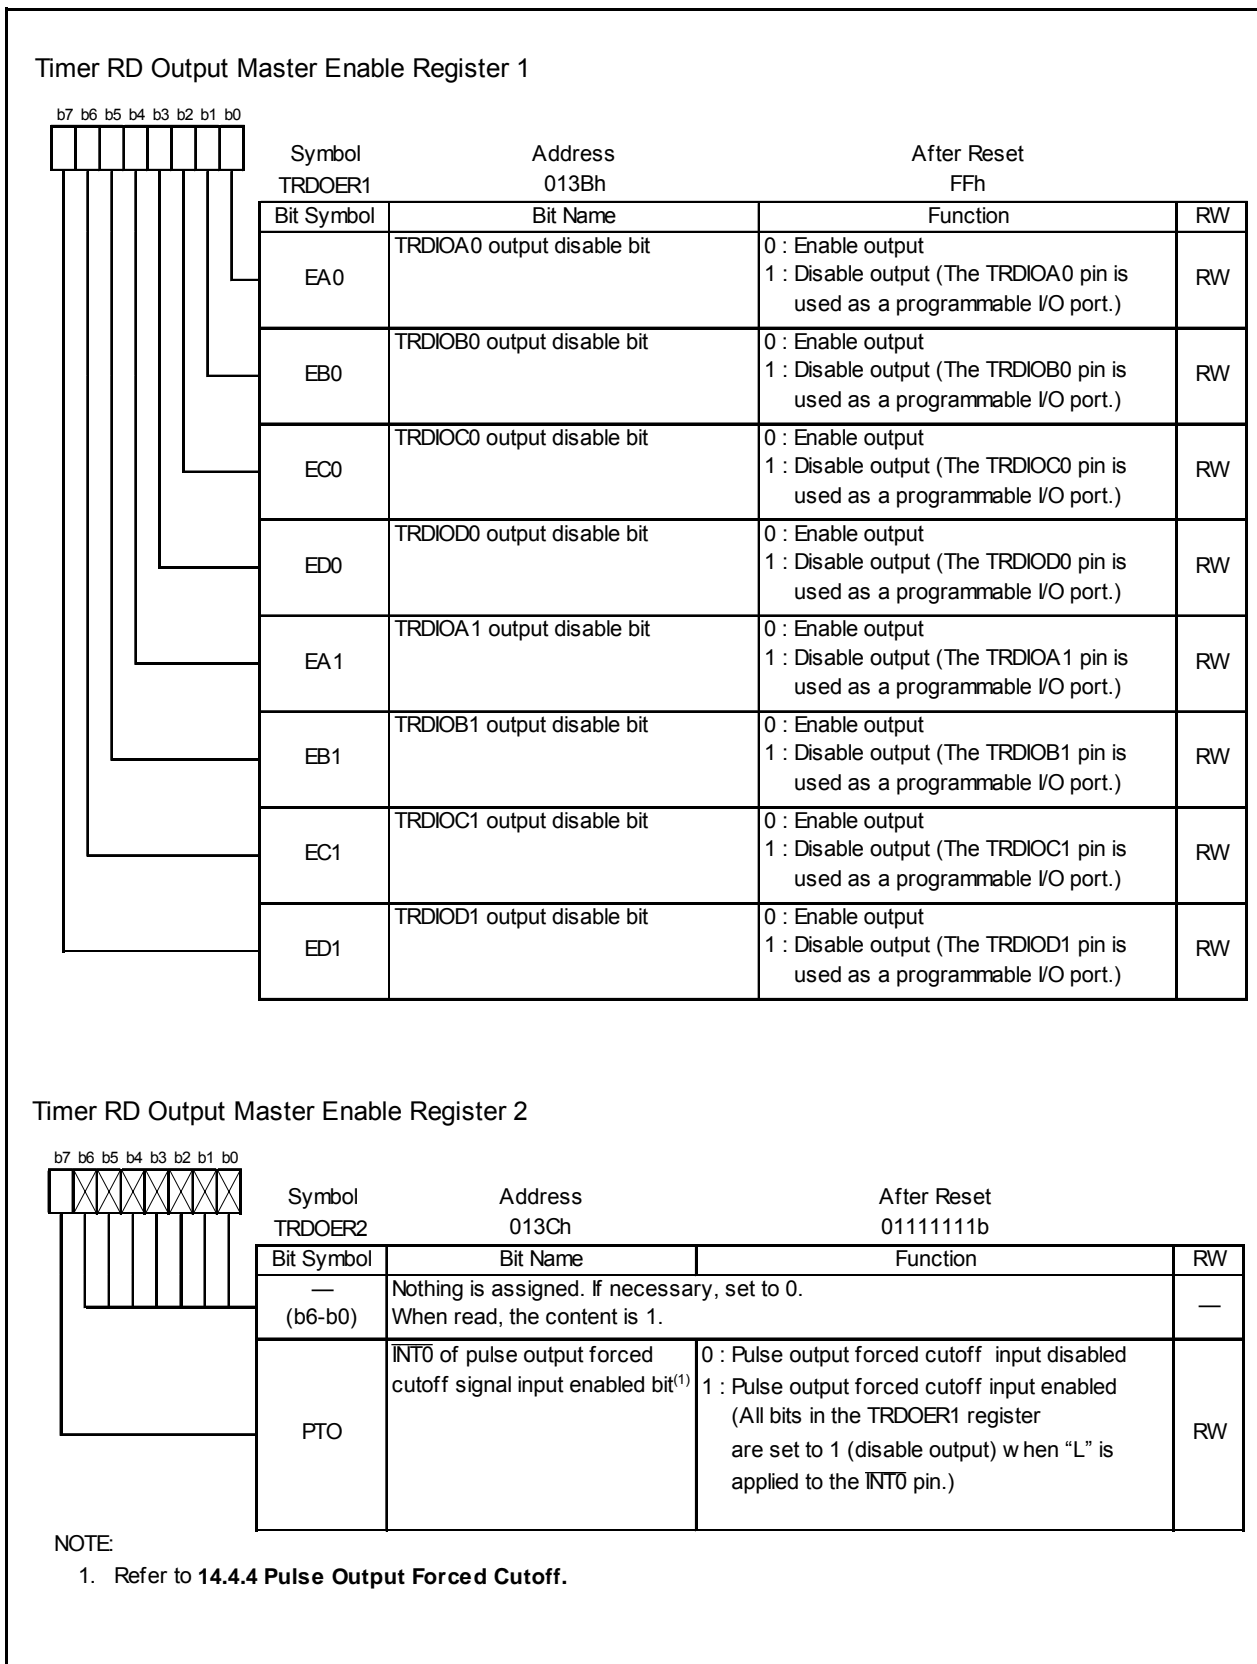 Timer RD Output Master Enable Register 1
b7 b6 b5 b4 b3 b2 b1 b0
Symbol Address After Reset
TRDOER1 013Bh FFh
Bit Symbol Bit Name Function RW
EA0 TRDIOA0 output disable bit 0 : Enable output
1 : Disable output (The TRDIOA0 pin is
used as a programmable I/O port.) RW
EB0 TRDIOB0 output disable bit 0 : Enable output
1 : Disable output (The TRDIOB0 pin is
used as a programmable I/O port.) RW
EC0 TRDIOC0 output disable bit 0 : Enable output
1 : Disable output (The TRDIOC0 pin is
used as a programmable I/O port.) RW
ED0 TRDIOD0 output disable bit 0 : Enable output
1 : Disable output (The TRDIOD0 pin is
used as a programmable I/O port.) RW
EA1 TRDIOA1 output disable bit 0 : Enable output
1 : Disable output (The TRDIOA1 pin is
used as a programmable I/O port.) RW
EB1 TRDIOB1 output disable bit 0 : Enable output
1 : Disable output (The TRDIOB1 pin is
used as a programmable I/O port.) RW
EC1 TRDIOC1 output disable bit 0 : Enable output
1 : Disable output (The TRDIOC1 pin is
used as a programmable I/O port.) RW
ED1 TRDIOD1 output disable bit 0 : Enable output
1 : Disable output (The TRDIOD1 pin is
used as a programmable I/O port.) RW
Timer RD Output Master Enable Register 2
b7 b6 b5 b4 b3 b2 b1 b0
Symbol Address After Reset
TRDOER2 013Ch 01111111b
Bit Symbol Bit Name Function RW
— Nothing is assigned. If necessary, set to 0.
(b6-b0) When read, the content is 1. —
PTO INT0 of pulse output forced
cutoff signal input enabled bit(1)
0 : Pulse output forced cutoff input disabled
1 : Pulse output forced cutoff input enabled
(All bits in the TRDOER1 register
are set to 1 (disable output) when “L” is
applied to the INT0 pin.) RW
NOTE:
1. Refer to 14.4.4 Pulse Output Forced Cutoff.